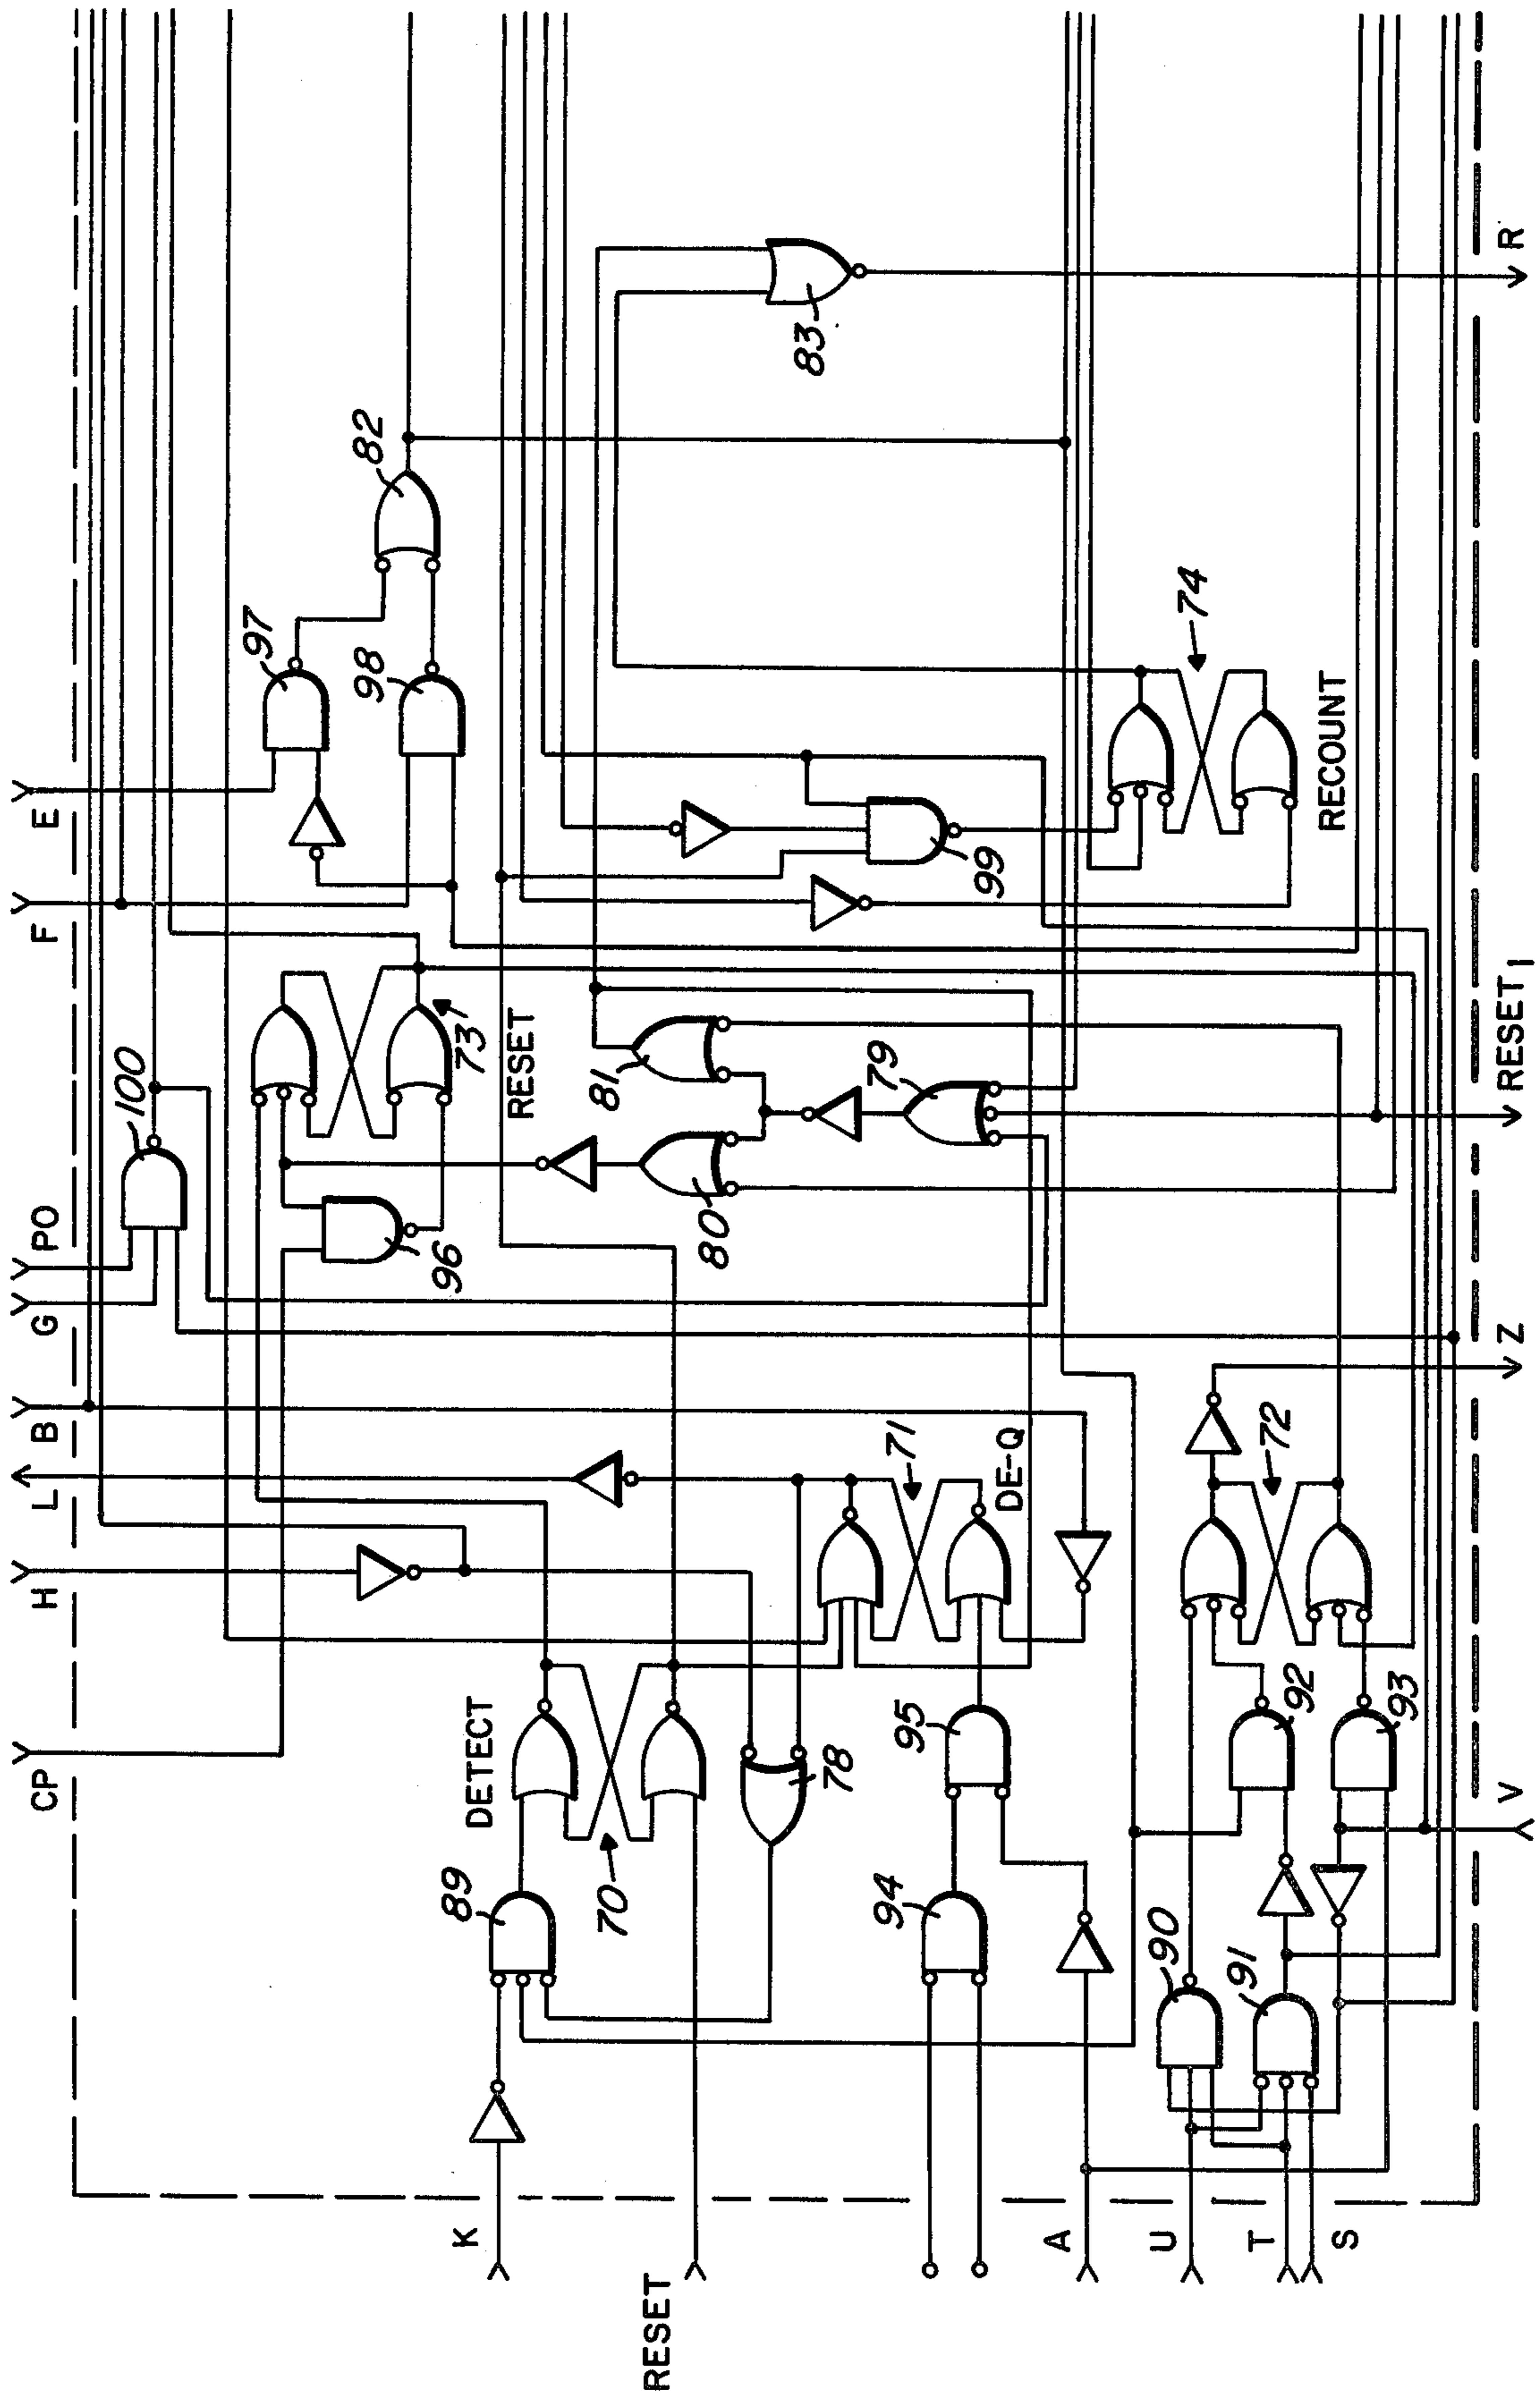 CP
H
L
B
G
PO
F
E
100
97
82
98
73
RESET
96
DETECT
89
70
80
81
79
83
99
74
RECOUNT
78
71
DE-Q
95
94
72
92
93
90
91
K
RESET
A
U
T
S
V
Z
RESET1
R